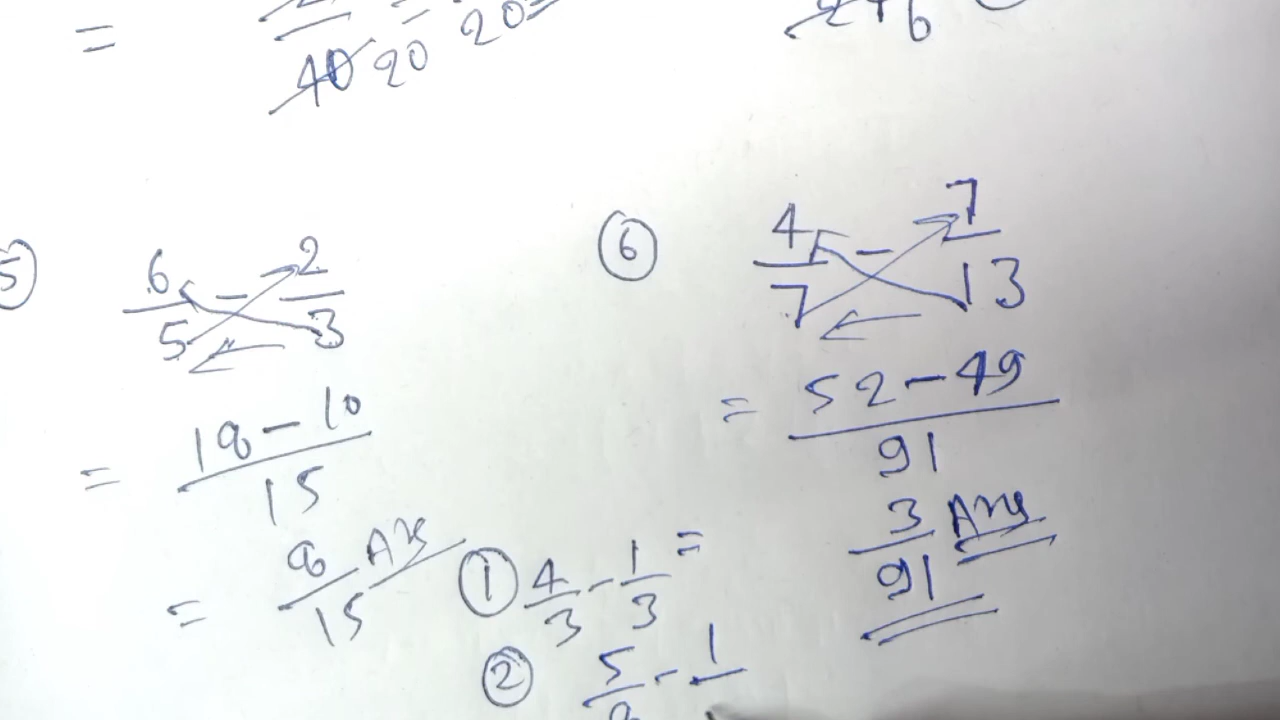 =
40 20 20
6
⑤ 6/5 - 2/3
= 18-10/15
= 8/15 Ans
⑥ 4/7 - 7/13
= 52-49/91
= 3/91 Ans
① 4/3 - 1/3
② 5/ - 1/